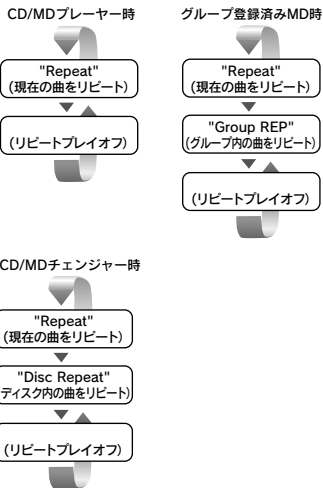 CD/MDプレーヤー時
"Repeat"
(現在の曲をリピート)
(リピートプレイオフ)
グループ登録済みMD時
"Repeat"
(現在の曲をリピート)
"Group REP"
(グループ内の曲をリピート)
(リピートプレイオフ)
CD/MDチェンジャー時
"Repeat"
(現在の曲をリピート)
"Disc Repeat"
ディスク内の曲をリピート)
(リピートプレイオフ)